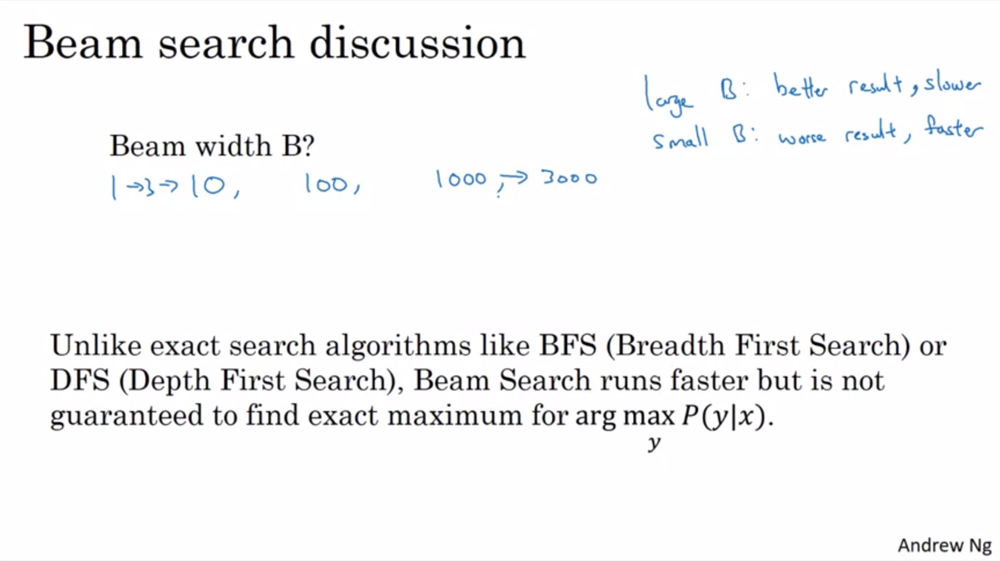 Beam search discussion
large B: better result, slower
small B: worse result, faster
Beam width B?
1→3→10, 100, 1000, → 3000
Unlike exact search algorithms like BFS (Breadth First Search) or
DFS (Depth First Search), Beam Search runs faster but is not
guaranteed to find exact maximum for arg max P(y|x).
y
Andrew Ng